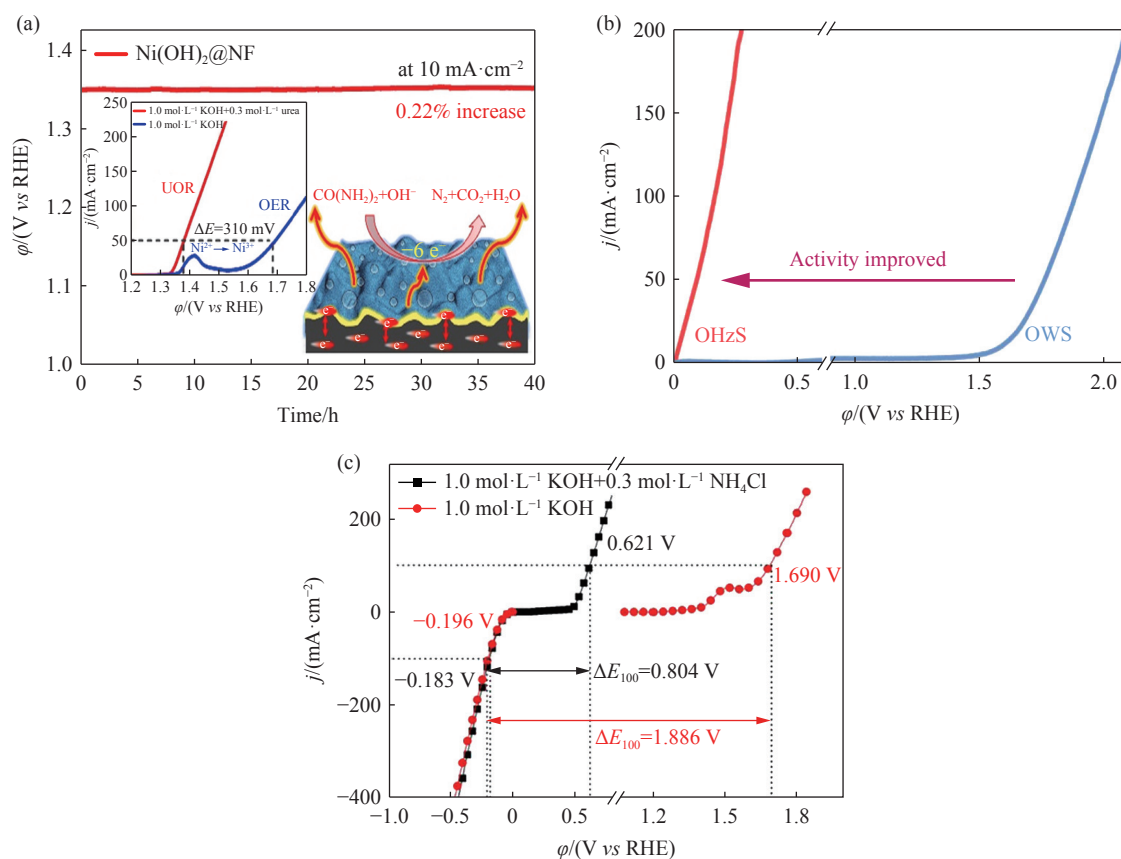 (a)
1.4
1.3
1.2
1.1
1.0
φ/(V vs RHE)
Ni(OH)₂@NF
at 10 mA·cm⁻²
0.22% increase
250
200
150
100
50
0
j/(mA·cm⁻²)
1.0 mol·L⁻¹ KOH+0.3 mol·L⁻¹ urea
1.0 mol·L⁻¹ KOH
UOR
OER
ΔE=310 mV
Ni²⁺→Ni³⁺
1.2 1.3 1.4 1.5 1.6 1.7 1.8
φ/(V vs RHE)
CO(NH₂)₂+OH⁻
N₂+CO₂+H₂O
−6 e
e⁻ e⁻ e⁻ e⁻
e⁻ e⁻ e⁻ e⁻
0 5 10 15 20 25 30 35 40
Time/h
(b)
200
150
100
50
0
j/(mA·cm⁻²)
Activity improved
OHzS
OWS
0 0.5 1.0 1.5 2.0
φ/(V vs RHE)
(c)
200
0
−200
−400
j/(mA·cm⁻²)
1.0 mol·L⁻¹ KOH+0.3 mol·L⁻¹ NH₄Cl
1.0 mol·L⁻¹ KOH
0.621 V
1.690 V
−0.196 V
−0.183 V
ΔE₁₀₀=0.804 V
ΔE₁₀₀=1.886 V
−1.0 −0.5 0 0.5 1.2 1.5 1.8
φ/(V vs RHE)